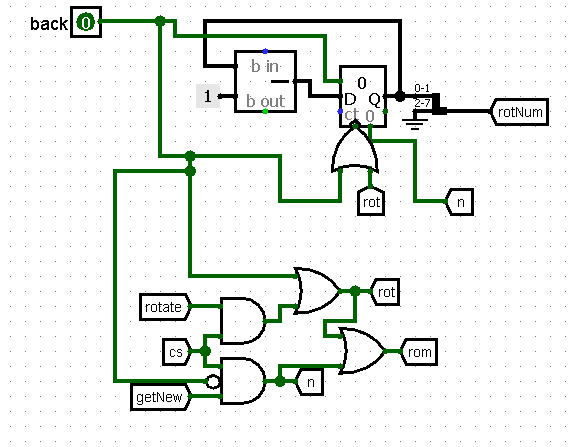 back 0
b in
b out
1
0
D Q
ct 0
0-1
2-7
rotNum
rot
n
rotate
rot
cs
rom
n
getNew